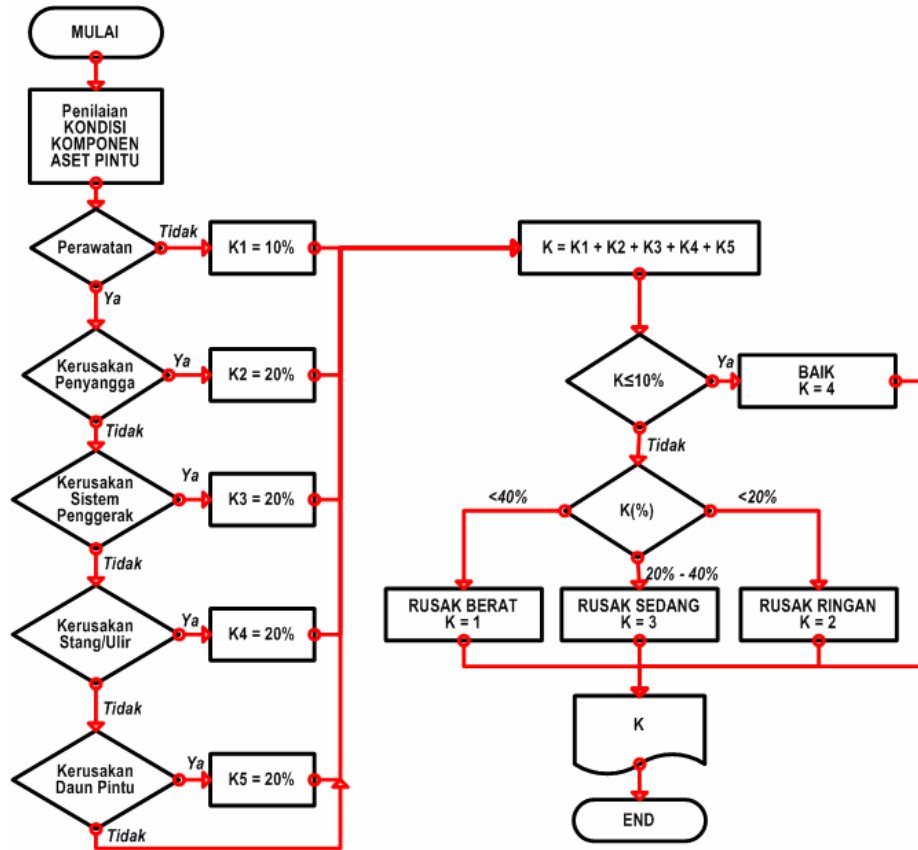 MULAI
Penilaian
KONDISI
KOMPONEN
ASET PINTU
Perawatan
Tidak
K1 = 10%
Ya
Kerusakan
Penyangga
Ya
K2 = 20%
Tidak
Kerusakan
Sistem
Penggerak
Ya
K3 = 20%
Tidak
Kerusakan
Stang/Ulir
Ya
K4 = 20%
Tidak
Kerusakan
Daun Pintu
Ya
K5 = 20%
Tidak
K = K1 + K2 + K3 + K4 + K5
K≤10%
Ya
BAIK
K = 4
Tidak
K(%)
<40%
<20%
20% - 40%
RUSAK BERAT
K = 1
RUSAK SEDANG
K = 3
RUSAK RINGAN
K = 2
K
END